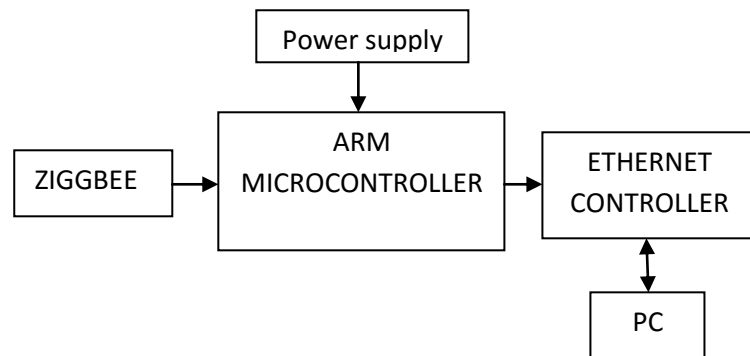 Power supply
ARM
MICROCONTROLLER
ZIGGBEE
ETHERNET
CONTROLLER
PC